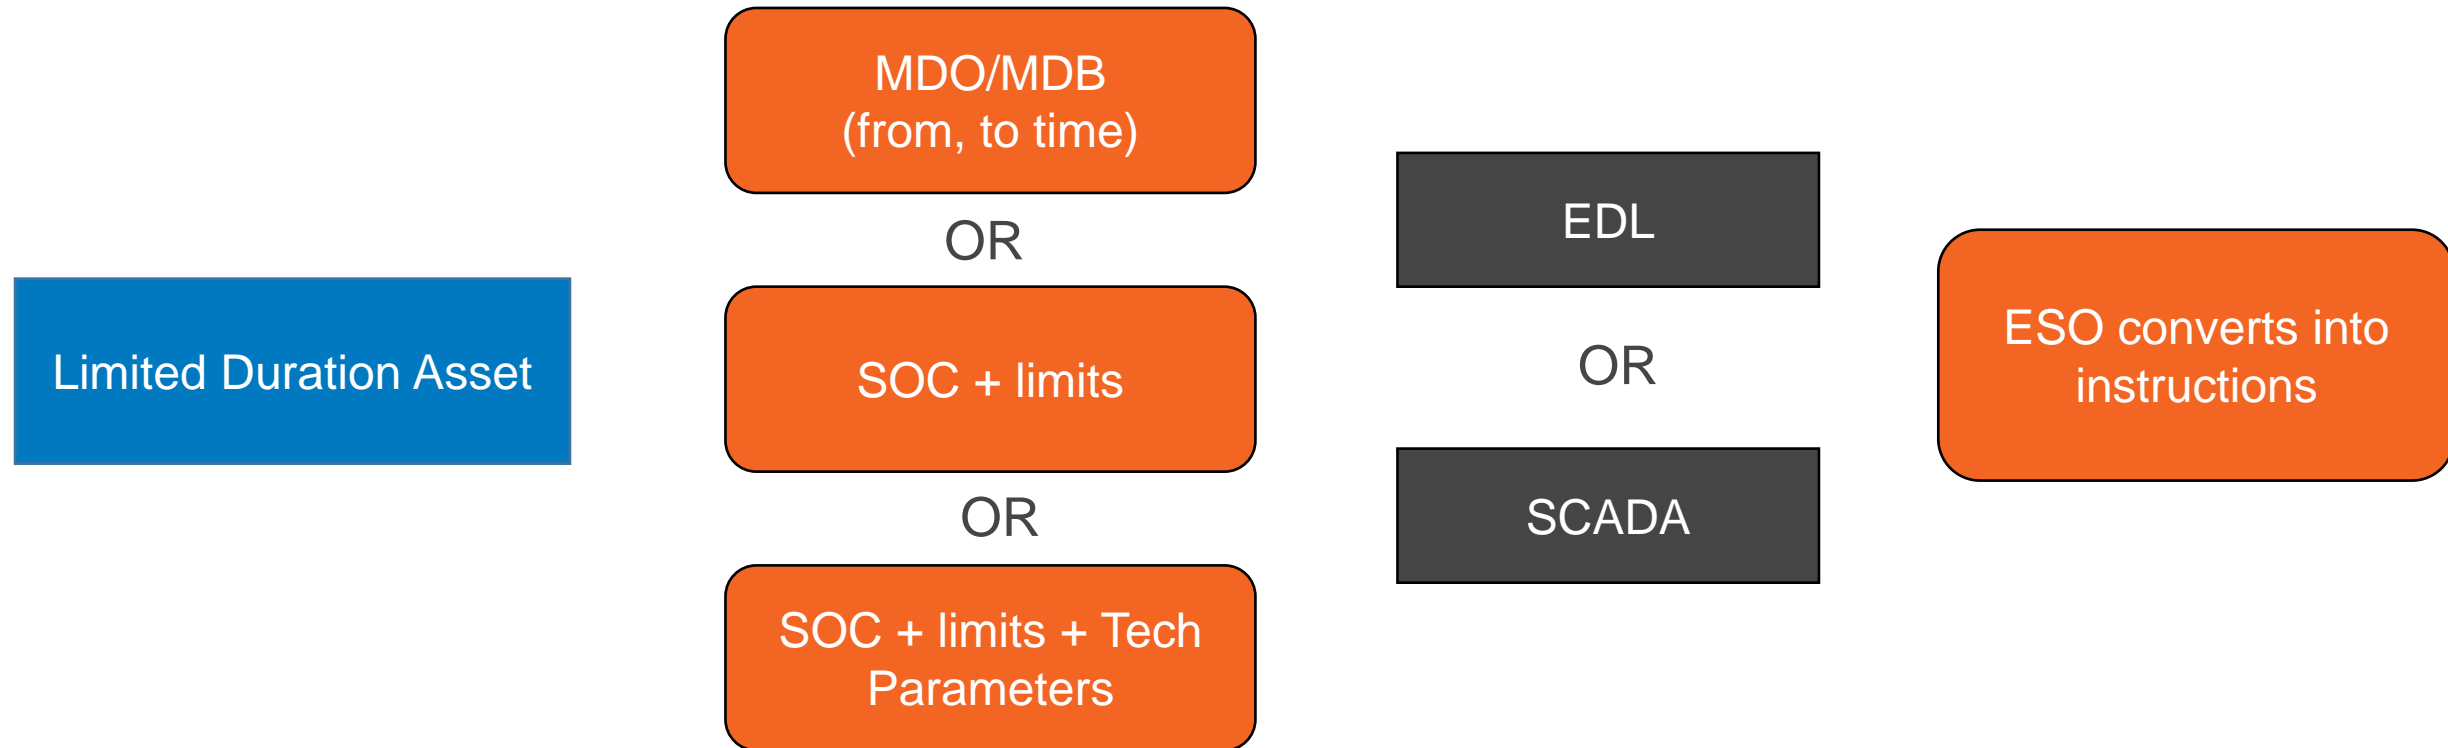 Limited Duration Asset
MDO/MDB
(from, to time)
OR
SOC + limits
OR
SOC + limits + Tech
Parameters
EDL
OR
SCADA
ESO converts into
instructions